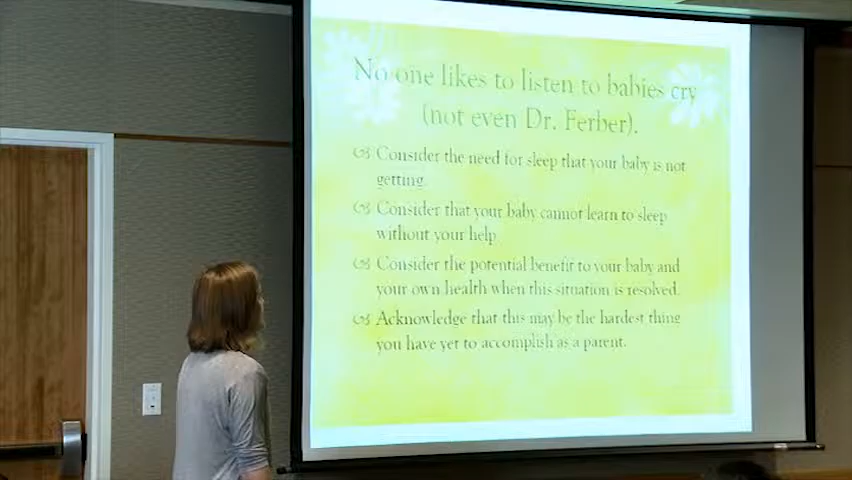 No one likes to listen to babies cry
(not even Dr. Ferber).
Consider the need for sleep that your baby is not
getting.
Consider that your baby cannot learn to sleep
without your help
Consider the potential benefit to your baby and
your own health when this situation is resolved.
Acknowledge that this may be the hardest thing
you have yet to accomplish as a parent.